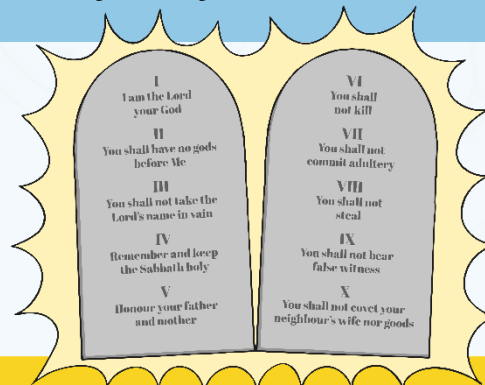 I
I am the Lord
your God
II
You shall have no gods
before Me
III
You shall not take the
Lord's name in vain
IV
Remember and keep
the Sabbath holy
V
Honour your father
and mother
VI
You shall
not kill
VII
You shall not
commit adultery
VIII
You shall not
steal
IX
You shall not bear
false witness
X
You shall not covet your
neighbour's wife nor goods